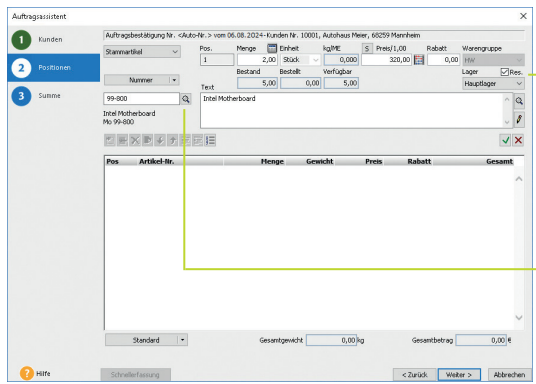 Auftragsassistent
1 Kunden
2 Positionen
3 Summe
Auftragsbestätigung Nr. <Auto-Nr.> vom 06.08.2024-Kunden Nr. 10001, Autohaus Meier, 68259 Mannheim
Stammartikel
Pos. Menge Einheit kg/ME S Preis/1,00 Rabatt Warengruppe
1 2,00 Stück 0,000 320,00 0,00 HW
Bestand Bestellt Verfügbar Lager Res.
Nummer 5,00 0,00 5,00 Hauptlager
Text
99-800 Intel Motherboard
Intel Motherboard
Mo 99-800
Pos Artikel-Nr. Menge Gewicht Preis Rabatt Gesamt
Standard Gesamtgewicht 0,00 kg Gesamtbetrag 0,00 €
? Hilfe Schnellerfassung < Zurück Weiter > Abbrechen